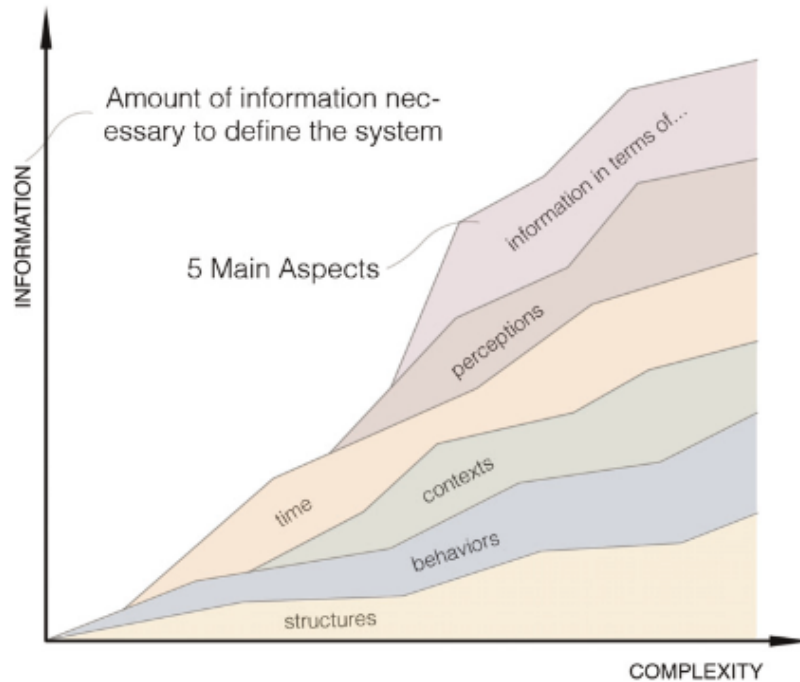 Amount of information nec-
essary to define the system
INFORMATION
5 Main Aspects
information in terms of...
perceptions
time
contexts
behaviors
structures
COMPLEXITY